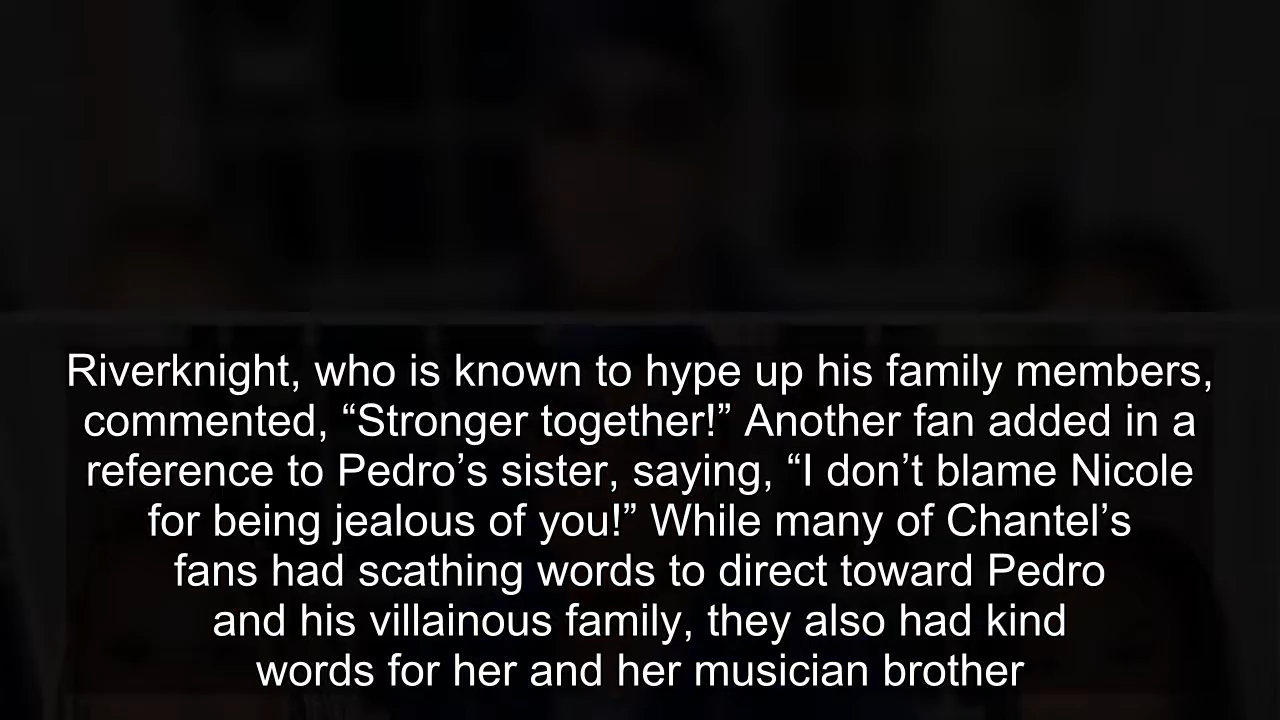 Riverknight, who is known to hype up his family members,
commented, “Stronger together!” Another fan added in a
reference to Pedro’s sister, saying, “I don’t blame Nicole
for being jealous of you!” While many of Chantel’s
fans had scathing words to direct toward Pedro
and his villainous family, they also had kind
words for her and her musician brother